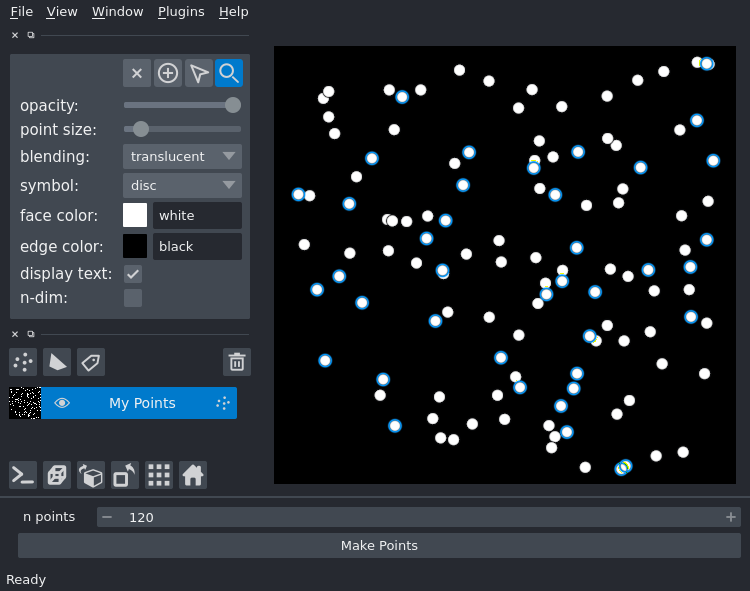 File View Window Plugins Help
opacity:
point size:
blending: translucent
symbol: disc
face color: white
edge color: black
display text:
n-dim:
My Points
n points 120
Make Points
Ready